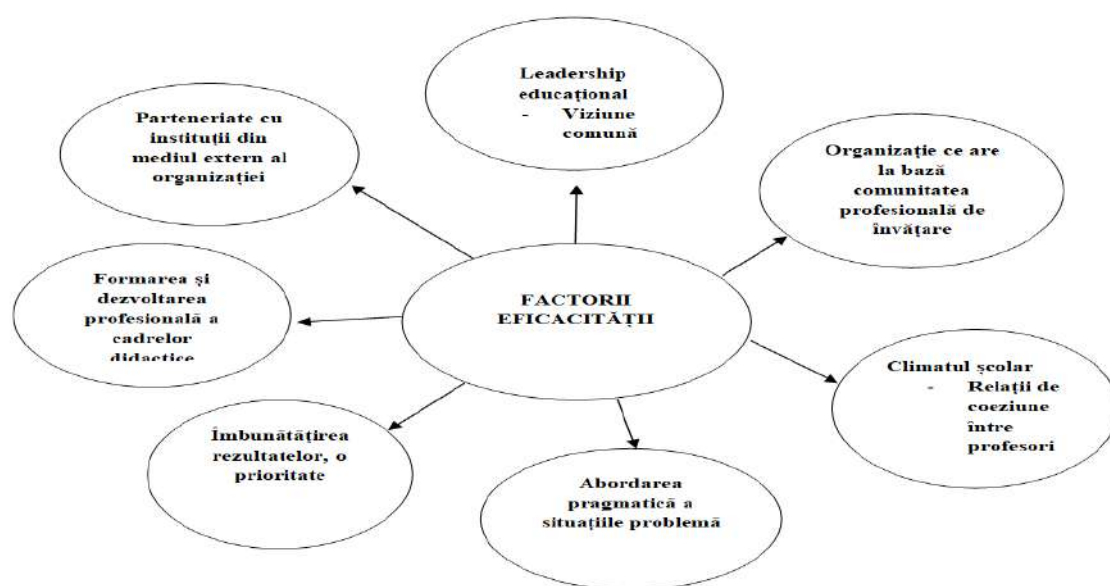 Leadership
educațional
- Viziune
comună
Parteneriate cu
instituții din
mediul extern al
organizației
Organizație ce are
la bază
comunitatea
profesională de
învățare
Formarea și
dezvoltarea
profesională a
cadrelor
didactice
FACTORII
EFICACITĂȚII
Climatul școlar
- Relații de
coeziune
între
profesori
Îmbunătățirea
rezultatelor, o
prioritate
Abordarea
pragmatică a
situațiile problemă